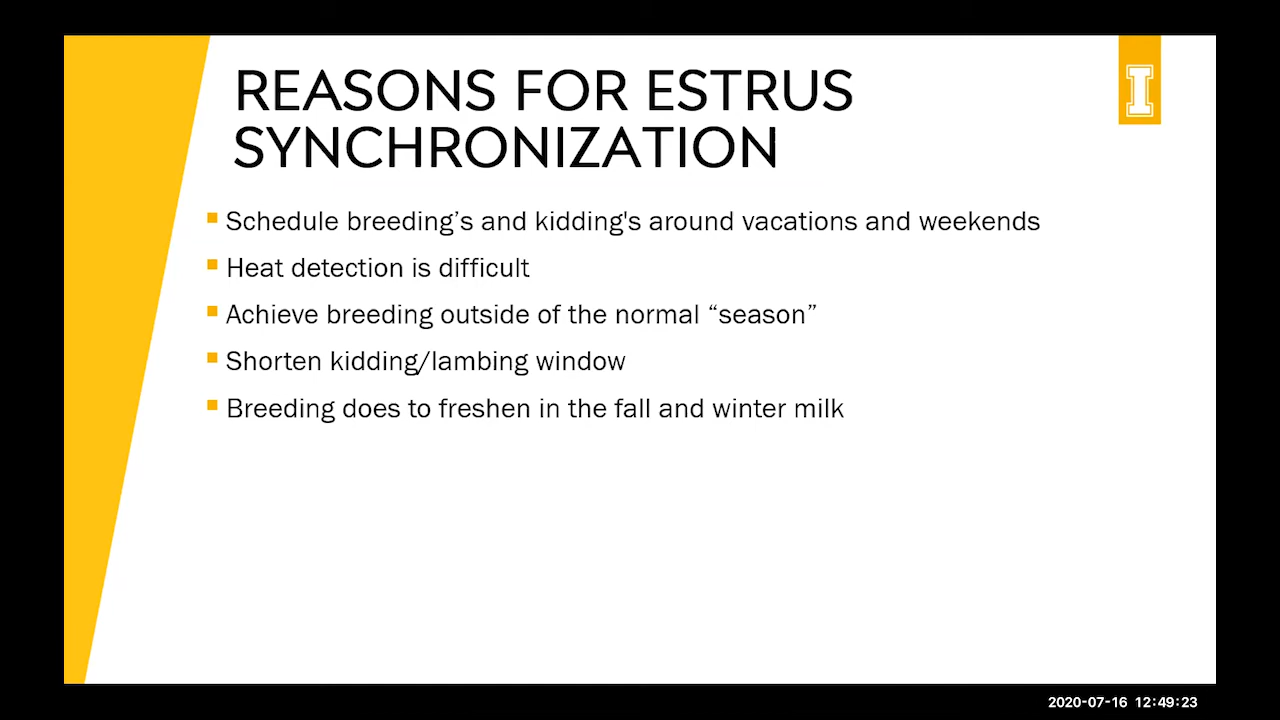 REASONS FOR ESTRUS
SYNCHRONIZATION
I
Schedule breeding’s and kidding's around vacations and weekends
Heat detection is difficult
Achieve breeding outside of the normal “season”
Shorten kidding/lambing window
Breeding does to freshen in the fall and winter milk
2020-07-16 12:49:23